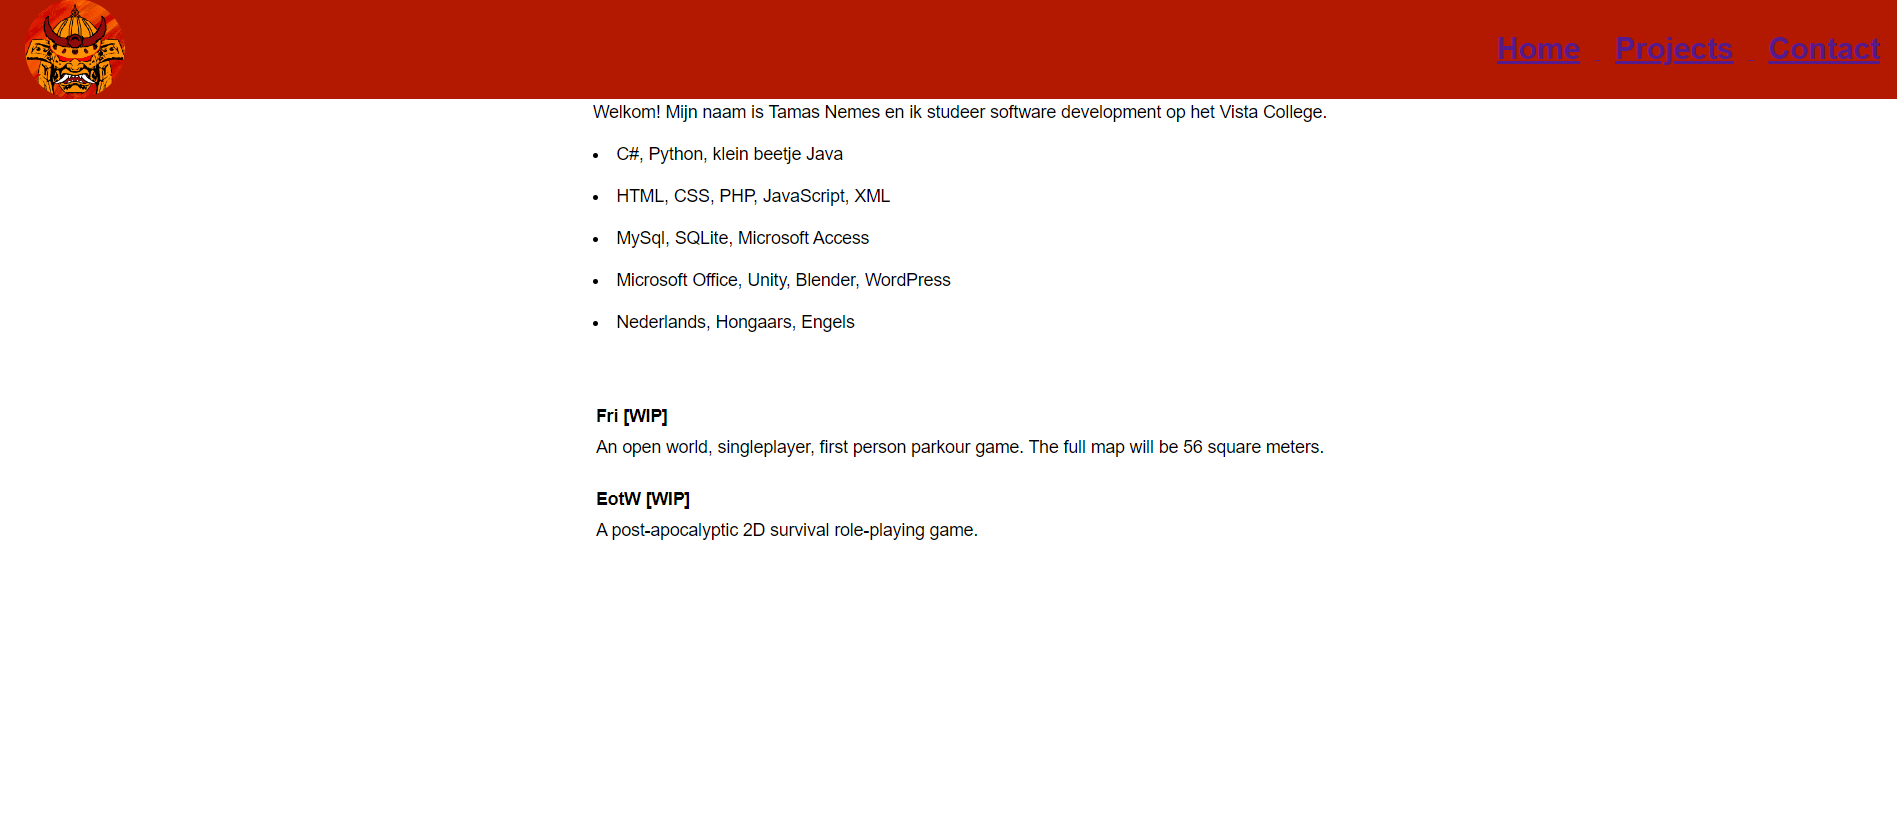 Home Projects Contact
Welkom! Mijn naam is Tamas Nemes en ik studeer software development op het Vista College.
• C#, Python, klein beetje Java
• HTML, CSS, PHP, JavaScript, XML
• MySql, SQLite, Microsoft Access
• Microsoft Office, Unity, Blender, WordPress
• Nederlands, Hongaars, Engels
Fri [WIP]
An open world, singleplayer, first person parkour game. The full map will be 56 square meters.
EotW [WIP]
A post-apocalyptic 2D survival role-playing game.